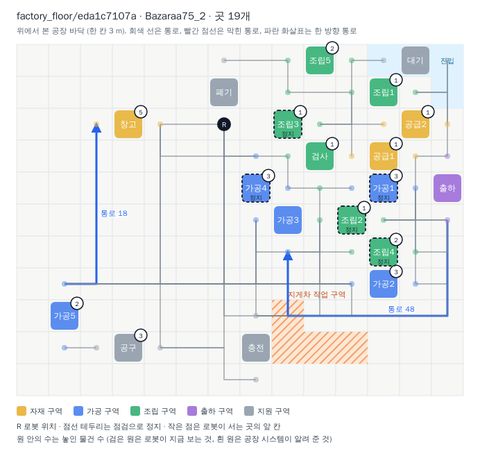 factory_floor/eda1c7107a · Bazaraa75_2 · 곳 19개
위에서 본 공장 바닥 (한 칸 3 m). 회색 선은 통로, 빨간 점선은 막힌 통로, 파란 화살표는 한 방향 통로
조립5 2
대기
진입
폐기
조립1 1
창고 5
R
조립3 1
정지
공급2 1
검사 1
공급1 1
가공4 3
정지
가공1 3
정지
출하
통로 18
가공3
조립2 1
정지
조립4 2
정지
가공2 3
지게차 작업 구역
가공5 2
통로 48
공구 3
충전
자재 구역
가공 구역
조립 구역
출하 구역
지원 구역
R 로봇 위치 · 점선 테두리는 점검으로 정지 · 작은 점은 로봇이 서는 곳의 앞 칸
원 안의 수는 놓인 물건 수 (검은 원은 로봇이 지금 보는 것, 흰 원은 공장 시스템이 알려 준 것)